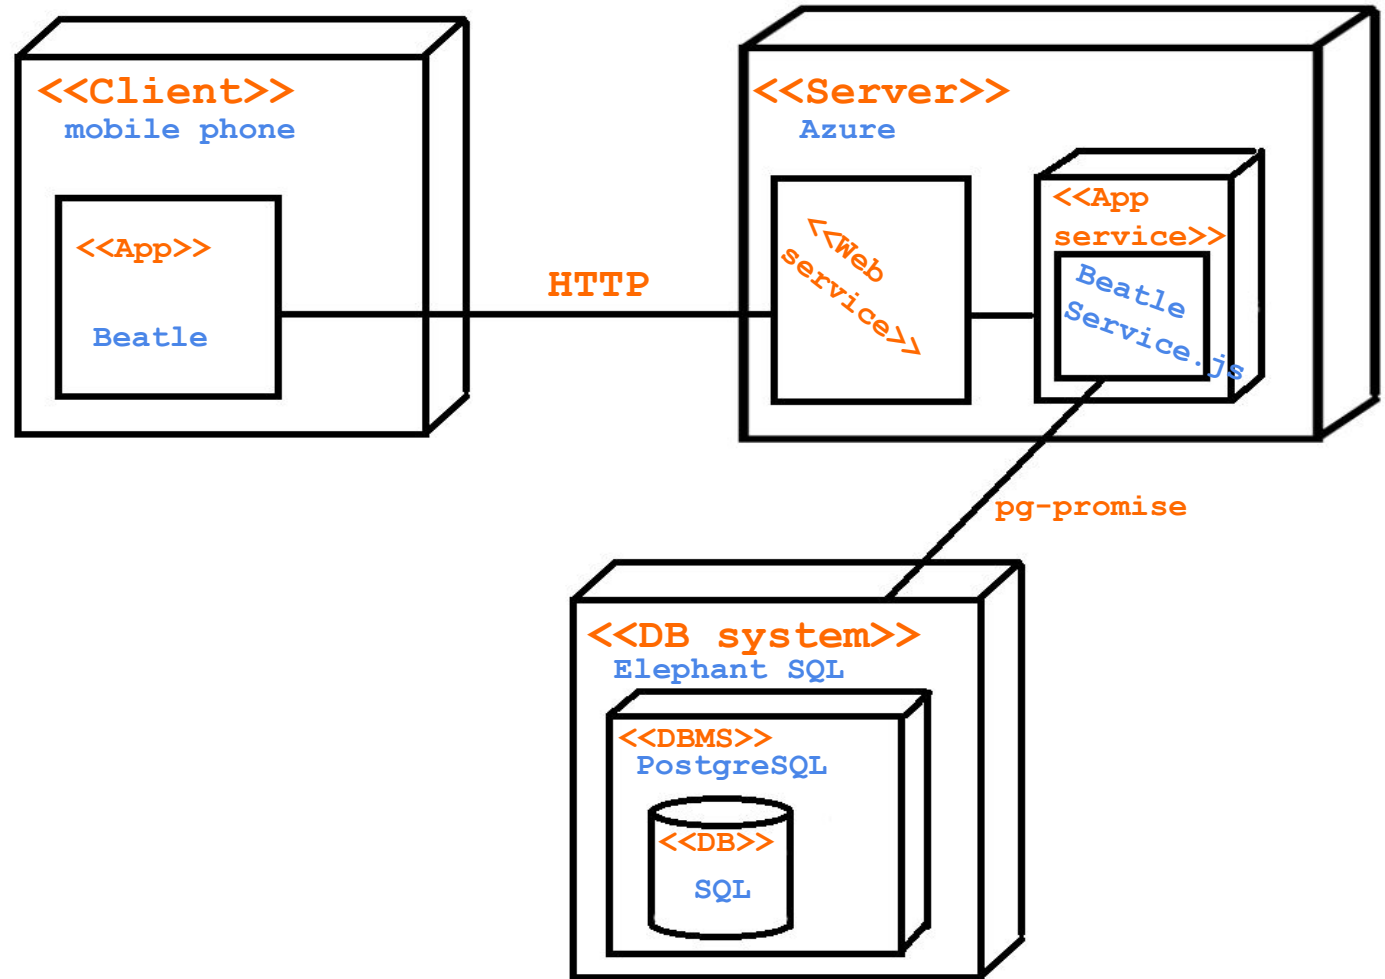 <<Client>>
mobile phone
<<App>>
Beatle
HTTP
<<Server>>
Azure
<<Web
service>>
<<App
service>>
Beatle
Service.js
pg-promise
<<DB system>>
Elephant SQL
<<DBMS>>
PostgreSQL
<<DB>>
SQL